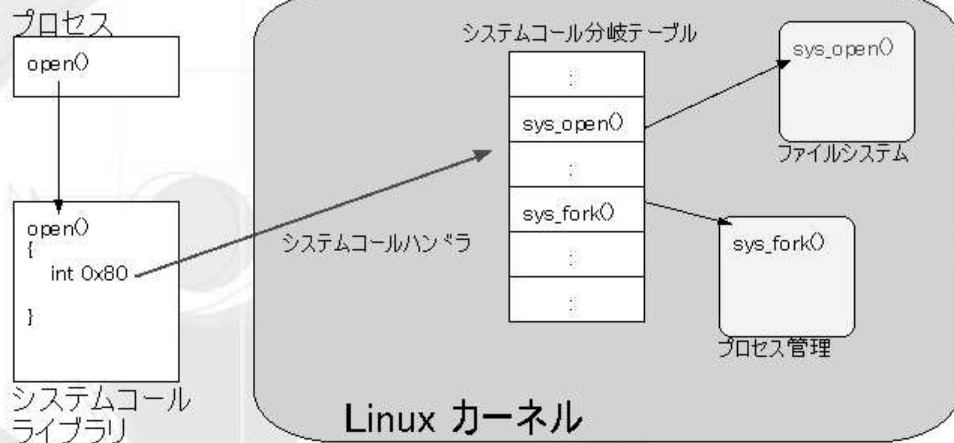 プロセス
open()
open()
{
int 0x80
}
システムコール
ライブラリ
システムコールハンドラ
システムコール分岐テーブル
:
sys_open()
:
sys_fork()
:
:
sys_open()
ファイルシステム
sys_fork()
プロセス管理
Linux カーネル